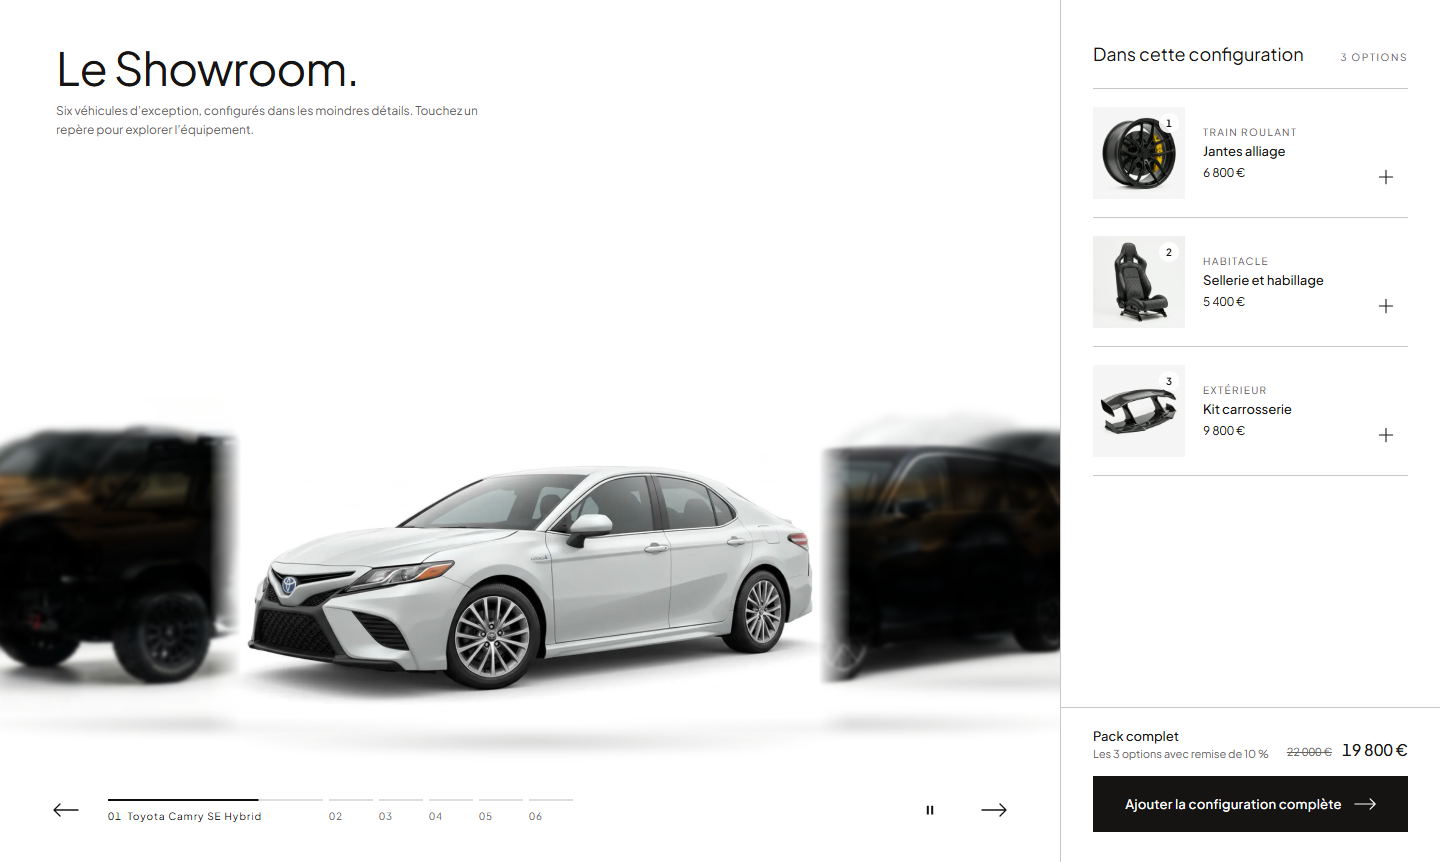 Le Showroom.
Six véhicules d'exception, configurés dans les moindres détails. Touchez un
repère pour explorer l'équipement.
01 Toyota Camry SE Hybrid
02
03
04
05
06
Dans cette configuration
3 OPTIONS
1
TRAIN ROULANT
Jantes alliage
6 800 €
2
HABITACLE
Sellerie et habillage
5 400 €
3
EXTÉRIEUR
Kit carrosserie
9 800 €
Pack complet
Les 3 options avec remise de 10 %
22 000 €
19 800 €
Ajouter la configuration complète